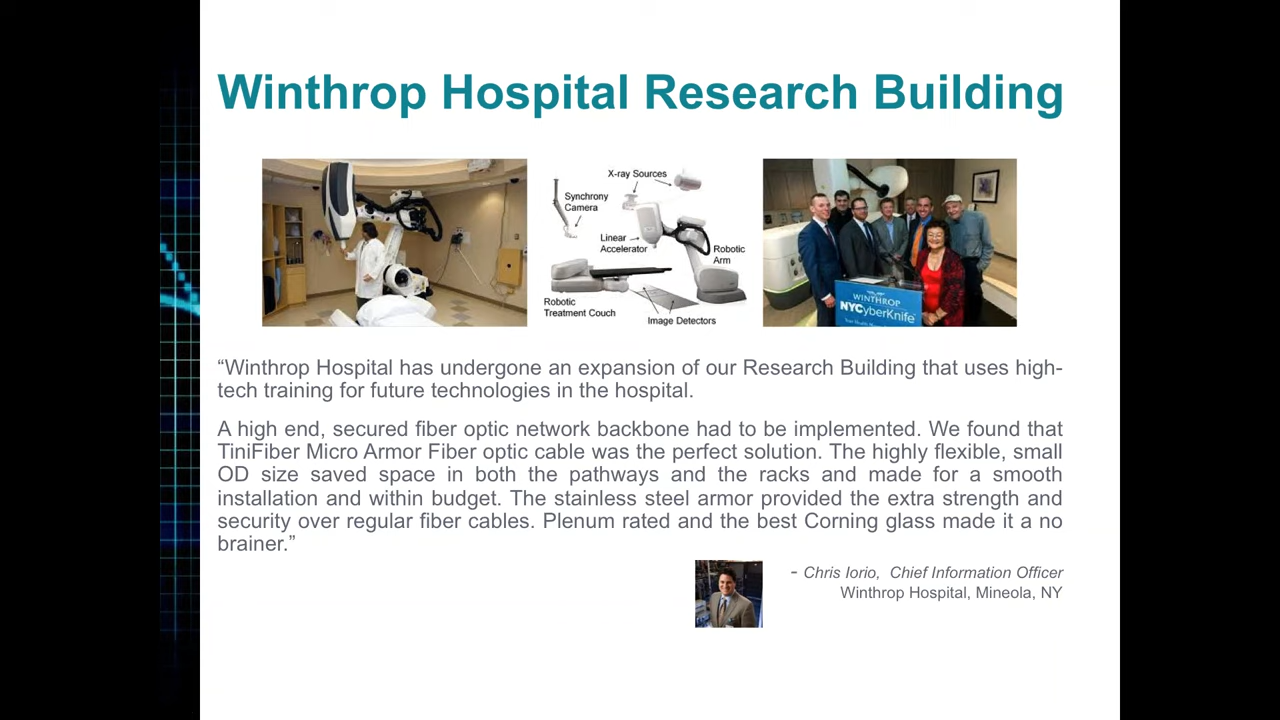 Winthrop Hospital Research Building
X-ray Sources
Synchrony
Camera
Linear
Accelerator
Robotic
Arm
Robotic
Treatment Couch
Image Detectors
WINTHROP
NYCyberKnife
“Winthrop Hospital has undergone an expansion of our Research Building that uses high-
tech training for future technologies in the hospital.
A high end, secured fiber optic network backbone had to be implemented. We found that
TiniFiber Micro Armor Fiber optic cable was the perfect solution. The highly flexible, small
OD size saved space in both the pathways and the racks and made for a smooth
installation and within budget. The stainless steel armor provided the extra strength and
security over regular fiber cables. Plenum rated and the best Corning glass made it a no
brainer.”
- Chris Iorio, Chief Information Officer
Winthrop Hospital, Mineola, NY